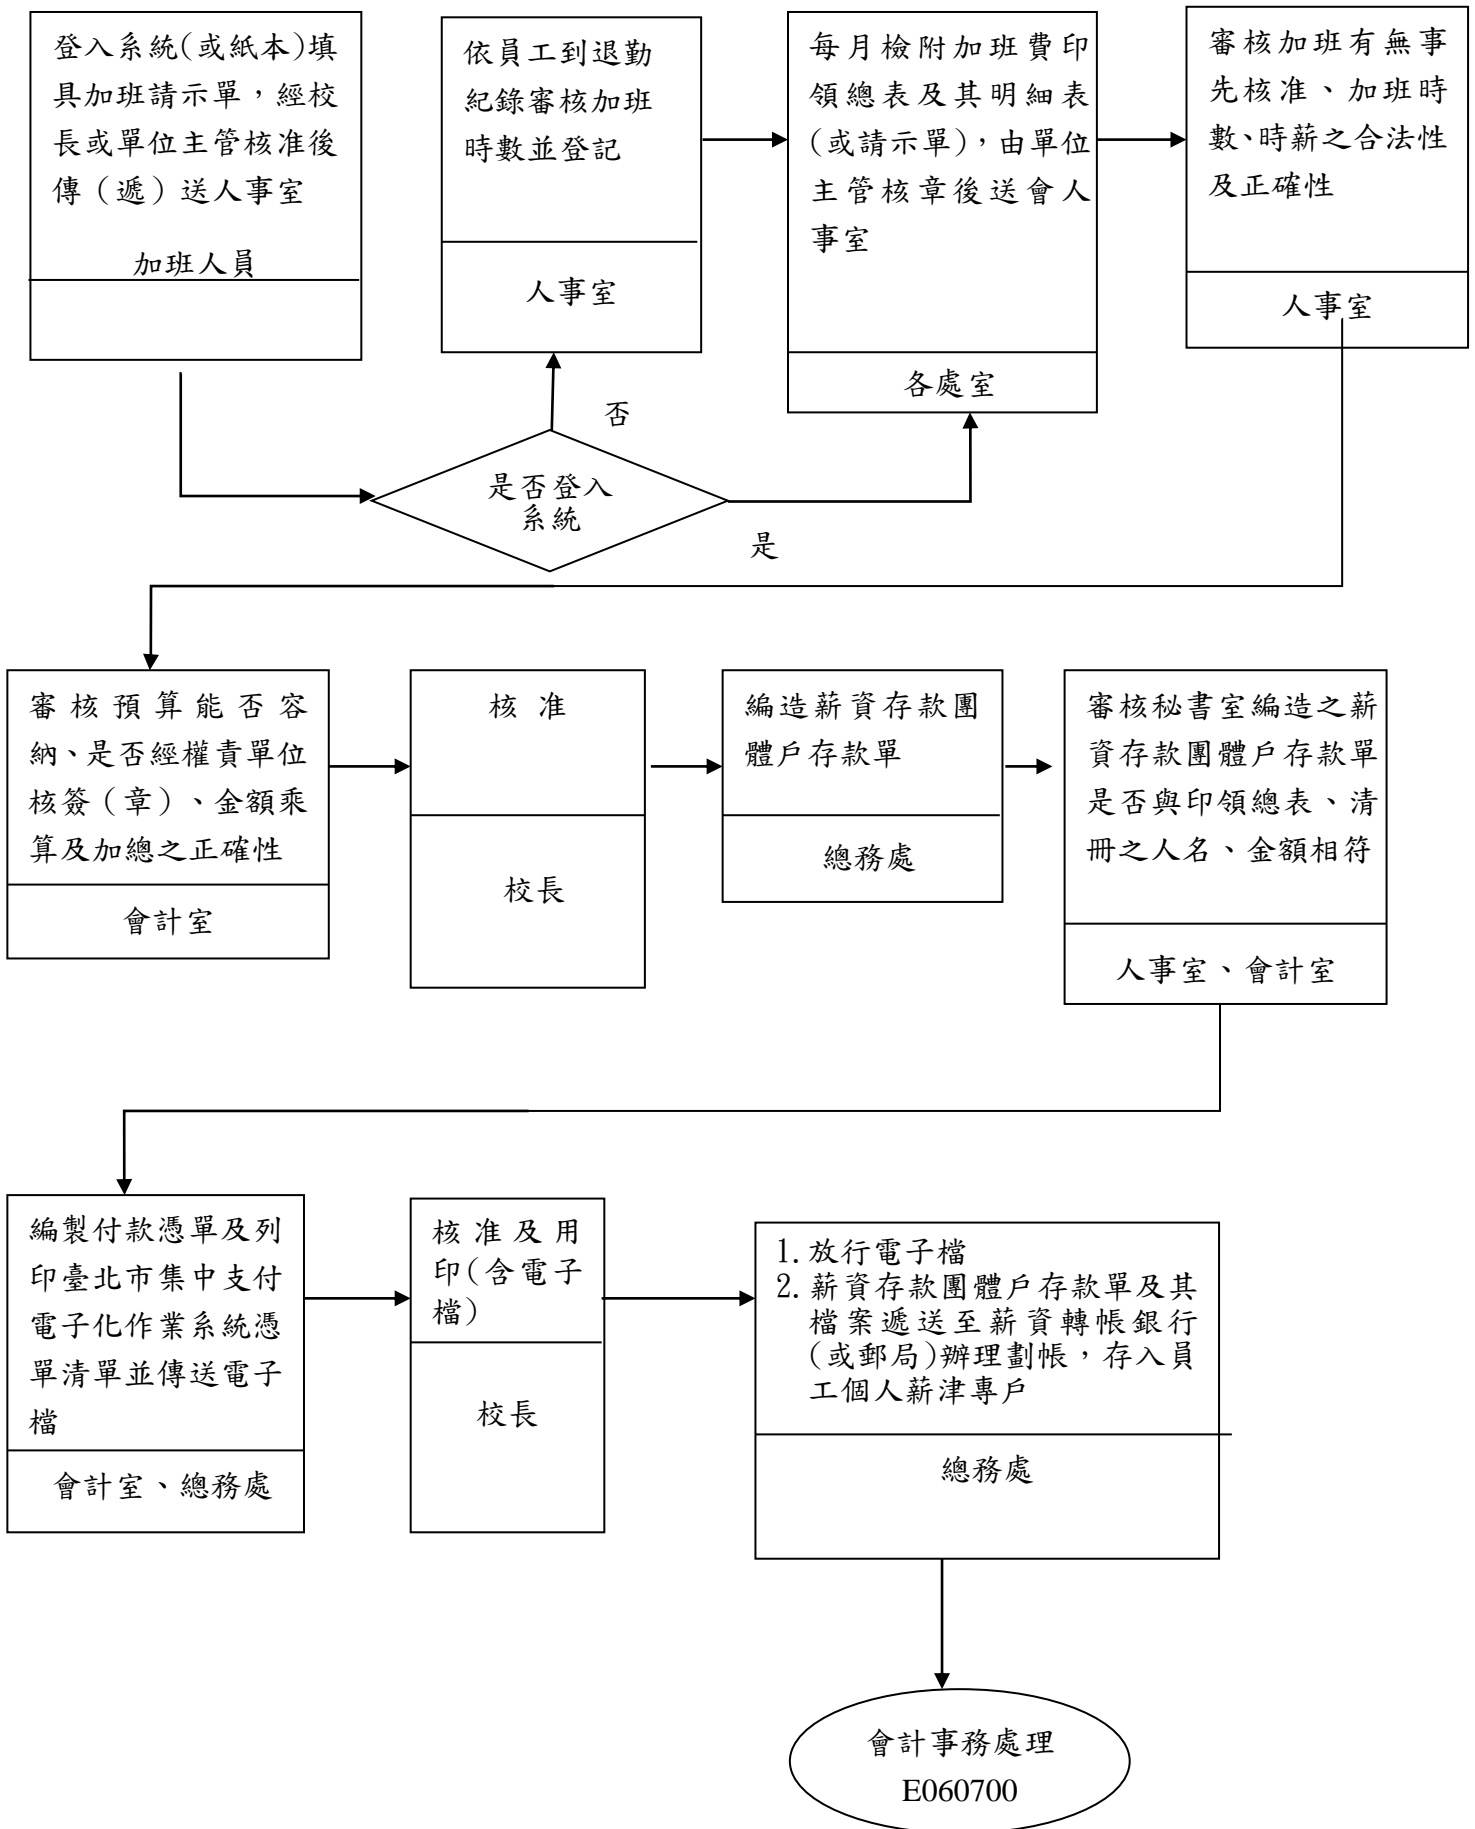 登入系統(或紙本)填
具加班請示單，經校
長或單位主管核准後
傳（遞）送人事室
加班人員
依員工到退勤
紀錄審核加班
時數並登記
人事室
每月檢附加班費印
領總表及其明細表
(或請示單)，由單位
主管核章後送會人
事室
各處室
審核加班有無事
先核准、加班時
數、時薪之合法性
及正確性
人事室
否
是否登入
系統
是
審核預算能否容
納、是否經權責單位
核簽（章）、金額乘
算及加總之正確性
會計室
核准
校長
編造薪資存款團
體戶存款單
總務處
審核秘書室編造之薪
資存款團體戶存款單
是否與印領總表、清
冊之人名、金額相符
人事室、會計室
編製付款憑單及列
印臺北市集中支付
電子化作業系統憑
單清單並傳送電子
檔
會計室、總務處
核准及用
印(含電子
檔)
校長
1.放行電子檔
2.薪資存款團體戶存款單及其
檔案遞送至薪資轉帳銀行
(或郵局)辦理劃帳，存入員
工個人薪津專戶
總務處
會計事務處理
E060700